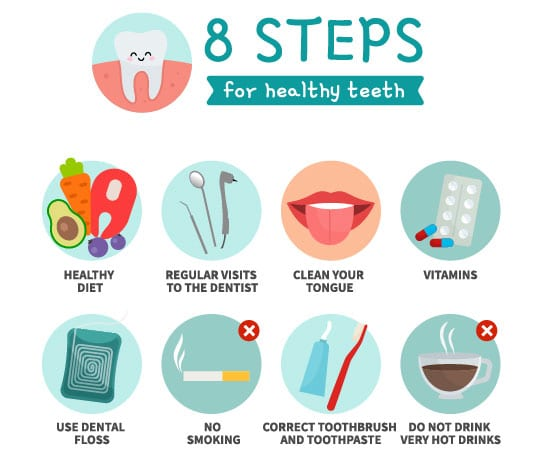 8 STEPS
for healthy teeth
HEALTHY
DIET
REGULAR VISITS
TO THE DENTIST
CLEAN YOUR
TONGUE
VITAMINS
USE DENTAL
FLOSS
NO
SMOKING
CORRECT TOOTHBRUSH
AND TOOTHPASTE
DO NOT DRINK
VERY HOT DRINKS